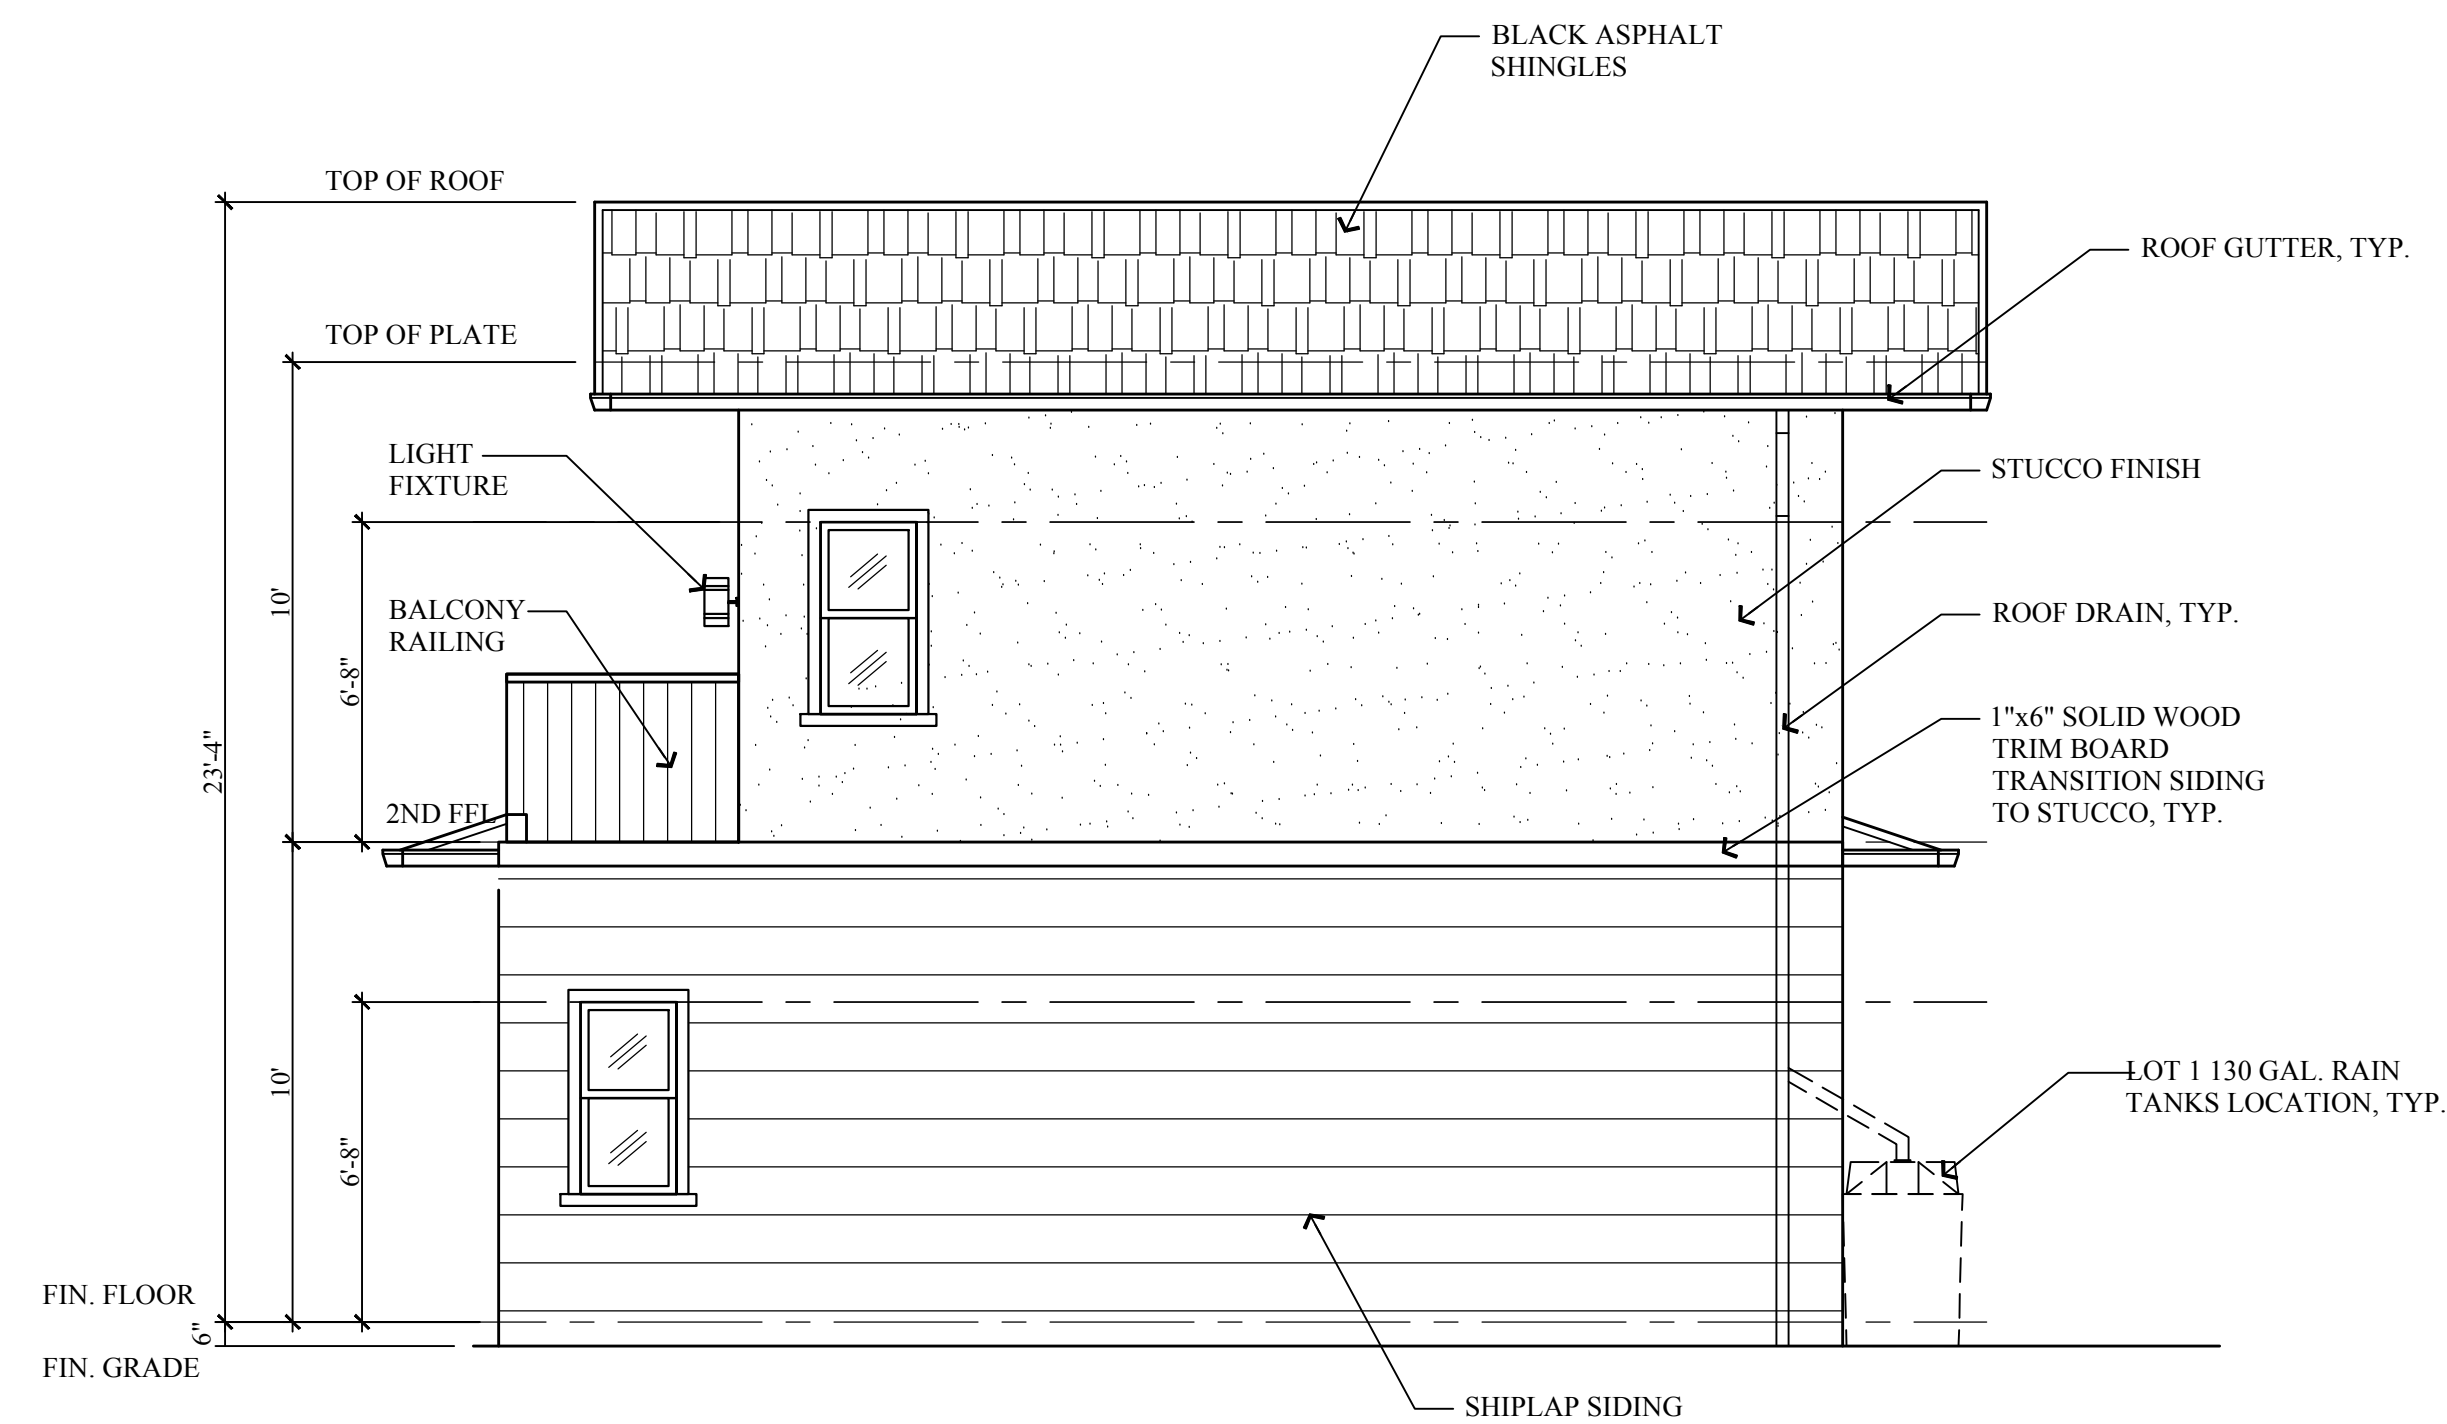 BLACK ASPHALT
SHINGLES
TOP OF ROOF
ROOF GUTTER, TYP.
TOP OF PLATE
LIGHT
FIXTURE
STUCCO FINISH
10'
BALCONY
RAILING
ROOF DRAIN, TYP.
6'-8"
1"x6" SOLID WOOD
TRIM BOARD
TRANSITION SIDING
TO STUCCO, TYP.
23'-4"
2ND FFL
LOT 1 130 GAL. RAIN
TANKS LOCATION, TYP.
10'
6'-8"
FIN. FLOOR
6"
FIN. GRADE
SHIPLAP SIDING